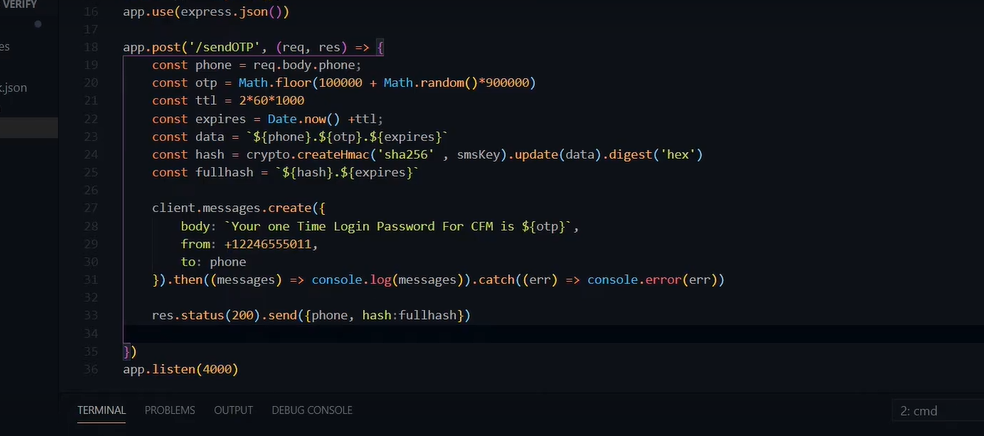 VERIFY
es
k.json
16 app.use(express.json())
17
18 app.post('/sendOTP', (req, res) => {
19 const phone = req.body.phone;
20 const otp = Math.floor(100000 + Math.random()*900000)
21 const ttl = 2*60*1000
22 const expires = Date.now() +ttl;
23 const data = `${phone}.${otp}.${expires}`
24 const hash = crypto.createHmac('sha256' , smsKey).update(data).digest('hex')
25 const fullhash = `${hash}.${expires}`
26
27 client.messages.create({
28 body: `Your one Time Login Password For CFM is ${otp}`,
29 from: +12246555011,
30 to: phone
31 }).then((messages) => console.log(messages)).catch((err) => console.error(err))
32
33 res.status(200).send({phone, hash:fullhash})
34
35 })
36 app.listen(4000)
TERMINAL PROBLEMS OUTPUT DEBUG CONSOLE 2: cmd